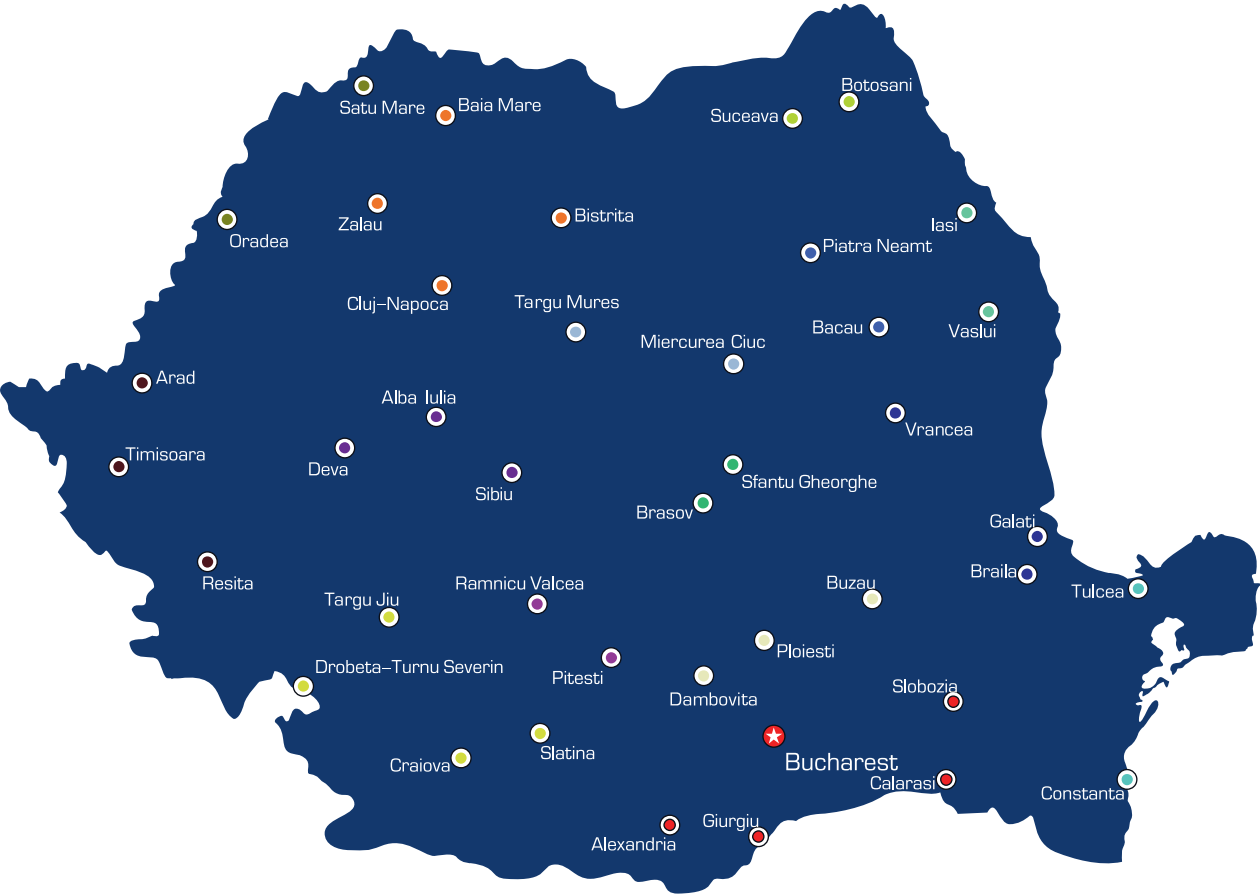 Botosani
Satu Mare
Baia Mare
Suceava
Zalau
Bistrita
Iasi
Oradea
Piatra Neamt
Cluj-Napoca
Targu Mures
Bacau
Vaslui
Miercurea Ciuc
Arad
Alba Iulia
Vrancea
Timisoara
Deva
Sibiu
Sfantu Gheorghe
Brasov
Galati
Resita
Ramnicu Valcea
Buzau
Braila
Tulcea
Targu Jiu
Ploiesti
Drobeta-Turnu Severin
Pitesti
Dambovita
Slobozia
Slatina
Craiova
Bucharest
Calarasi
Constanta
Giurgiu
Alexandria